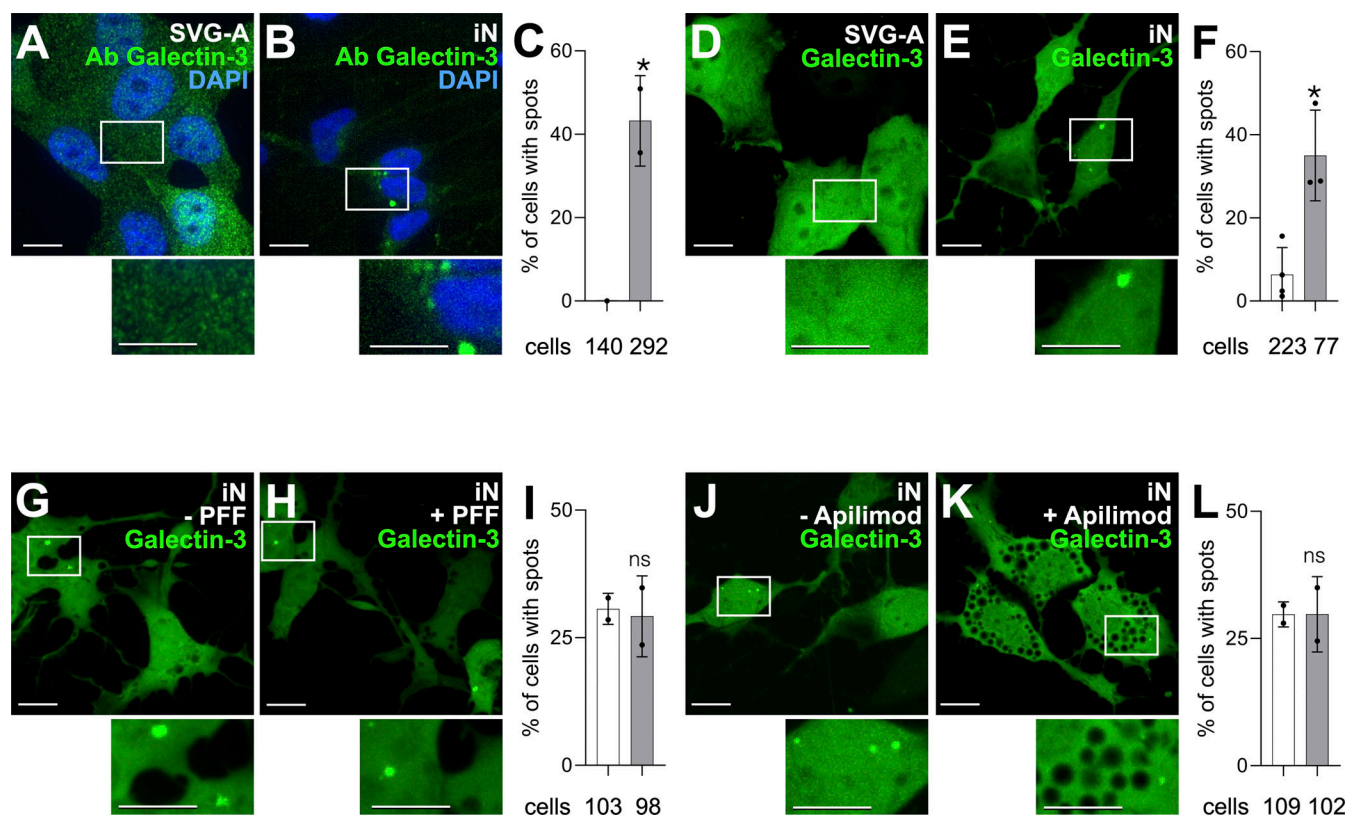 A
SVG-A
Ab Galectin-3
DAPI
B
iN
Ab Galectin-3
DAPI
C
% of cells with spots
60
40
20
0
*
cells 140 292
D
SVG-A
Galectin-3
E
iN
Galectin-3
F
% of cells with spots
60
40
20
0
*
cells 223 77
G
iN
- PFF
Galectin-3
H
iN
+ PFF
Galectin-3
I
% of cells with spots
50
25
0
ns
cells 103 98
J
iN
- Apilimod
Galectin-3
K
iN
+ Apilimod
Galectin-3
L
% of cells with spots
50
25
0
ns
cells 109 102